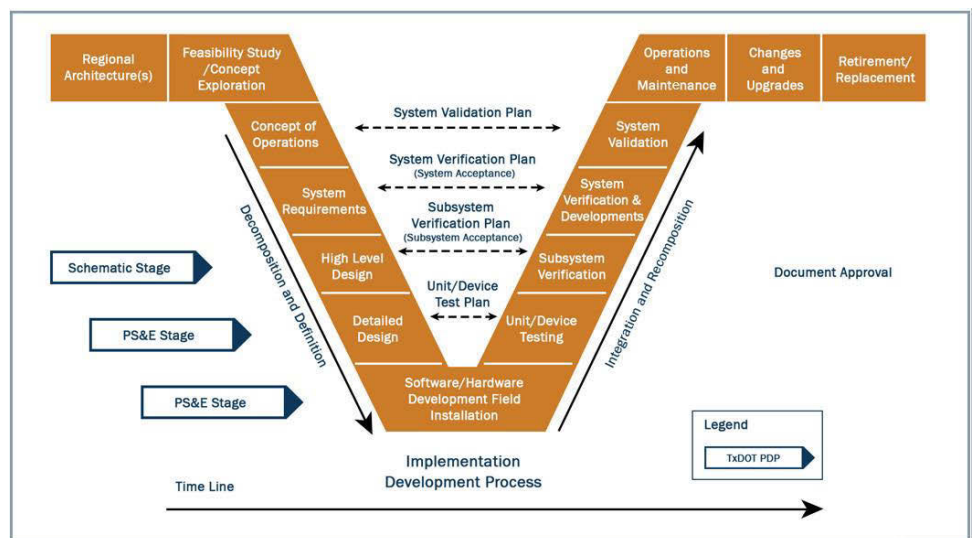 Regional
Architecture(s)
Feasibility Study
/Concept
Exploration
Operations
and
Maintenance
Changes
and
Upgrades
Retirement/
Replacement
Concept of
Operations
System Validation Plan
System
Validation
System
Requirements
System Verification Plan
(System Acceptance)
System
Verification &
Developments
High Level
Design
Subsystem
Verification Plan
(Subsystem Acceptance)
Subsystem
Verification
Detailed
Design
Unit/Device
Test Plan
Unit/Device
Testing
Software/Hardware
Development Field
Installation
Decomposition and Definition
Integration and Recomposition
Schematic Stage
PS&E Stage
PS&E Stage
Document Approval
Legend
TxDOT PDP
Implementation
Development Process
Time Line